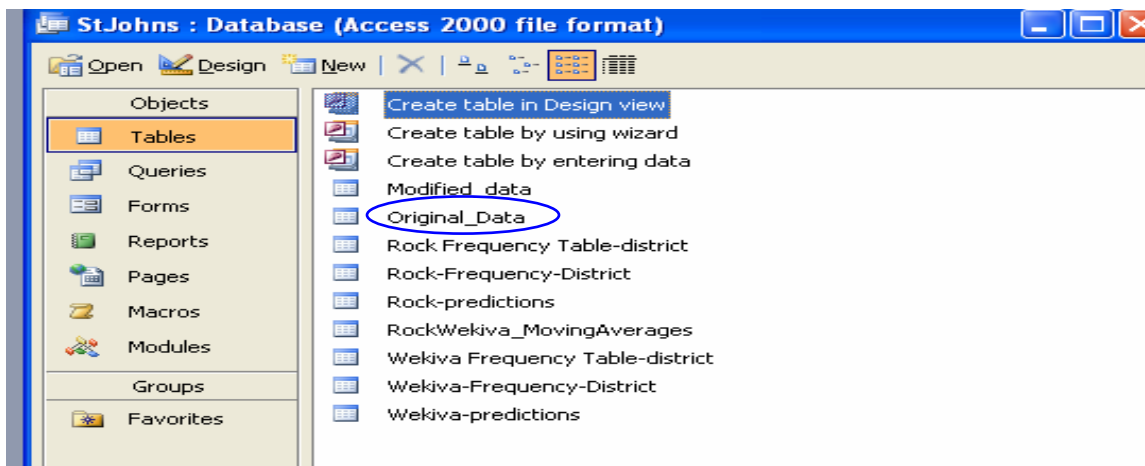 StJohns : Database (Access 2000 file format)
Open Design New
Objects
Tables
Queries
Forms
Reports
Pages
Macros
Modules
Groups
Favorites
Create table in Design view
Create table by using wizard
Create table by entering data
Modified_data
Original_Data
Rock Frequency Table-district
Rock-Frequency-District
Rock-predictions
RockWekiva_MovingAverages
Wekiva Frequency Table-district
Wekiva-Frequency-District
Wekiva-predictions